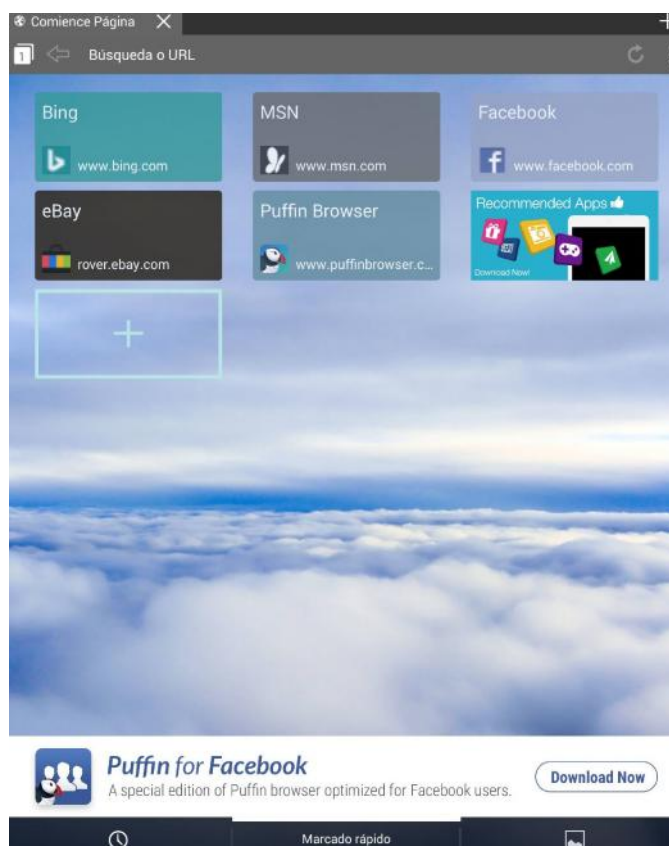 Comience Página
1
Búsqueda o URL
Bing
www.bing.com
MSN
www.msn.com
Facebook
www.facebook.com
eBay
rover.ebay.com
Puffin Browser
www.puffinbrowser.c...
Recommended Apps
Download Now!
Puffin for Facebook
A special edition of Puffin browser optimized for Facebook users.
Download Now
Marcado rápido